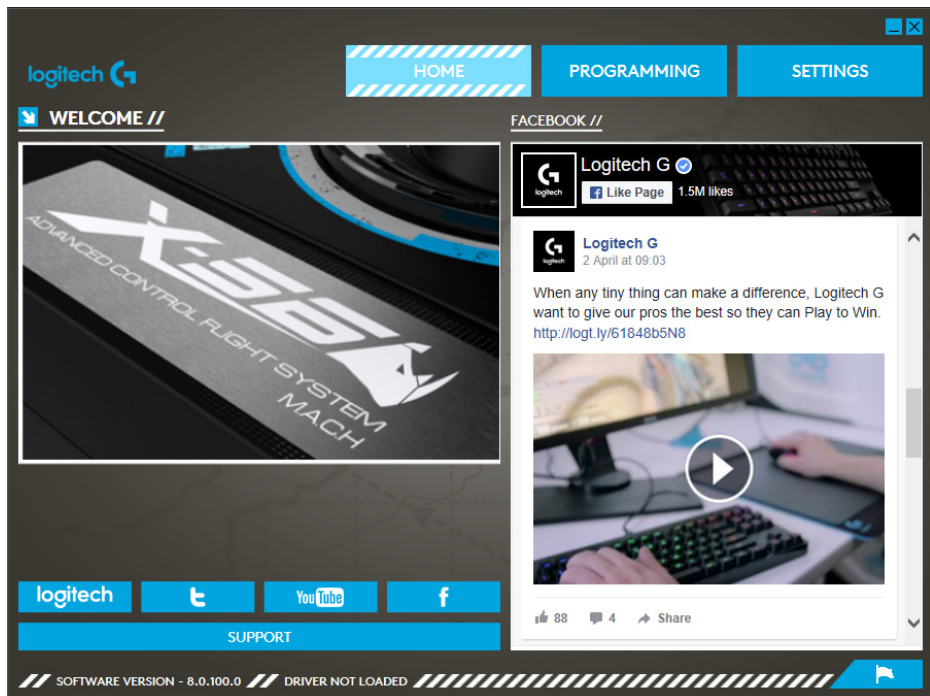 logitech G
HOME
PROGRAMMING
SETTINGS
WELCOME //
FACEBOOK //
X-56
ADVANCED CONTROL FLIGHT SYSTEM
MACH
logitech
Logitech G
Like Page
1.5M likes
logitech
Logitech G
2 April at 09:03
When any tiny thing can make a difference, Logitech G
want to give our pros the best so they can Play to Win.
http://logt.ly/61848b5N8
88
4
Share
logitech
YouTube
f
SUPPORT
SOFTWARE VERSION - 8.0.100.0
DRIVER NOT LOADED